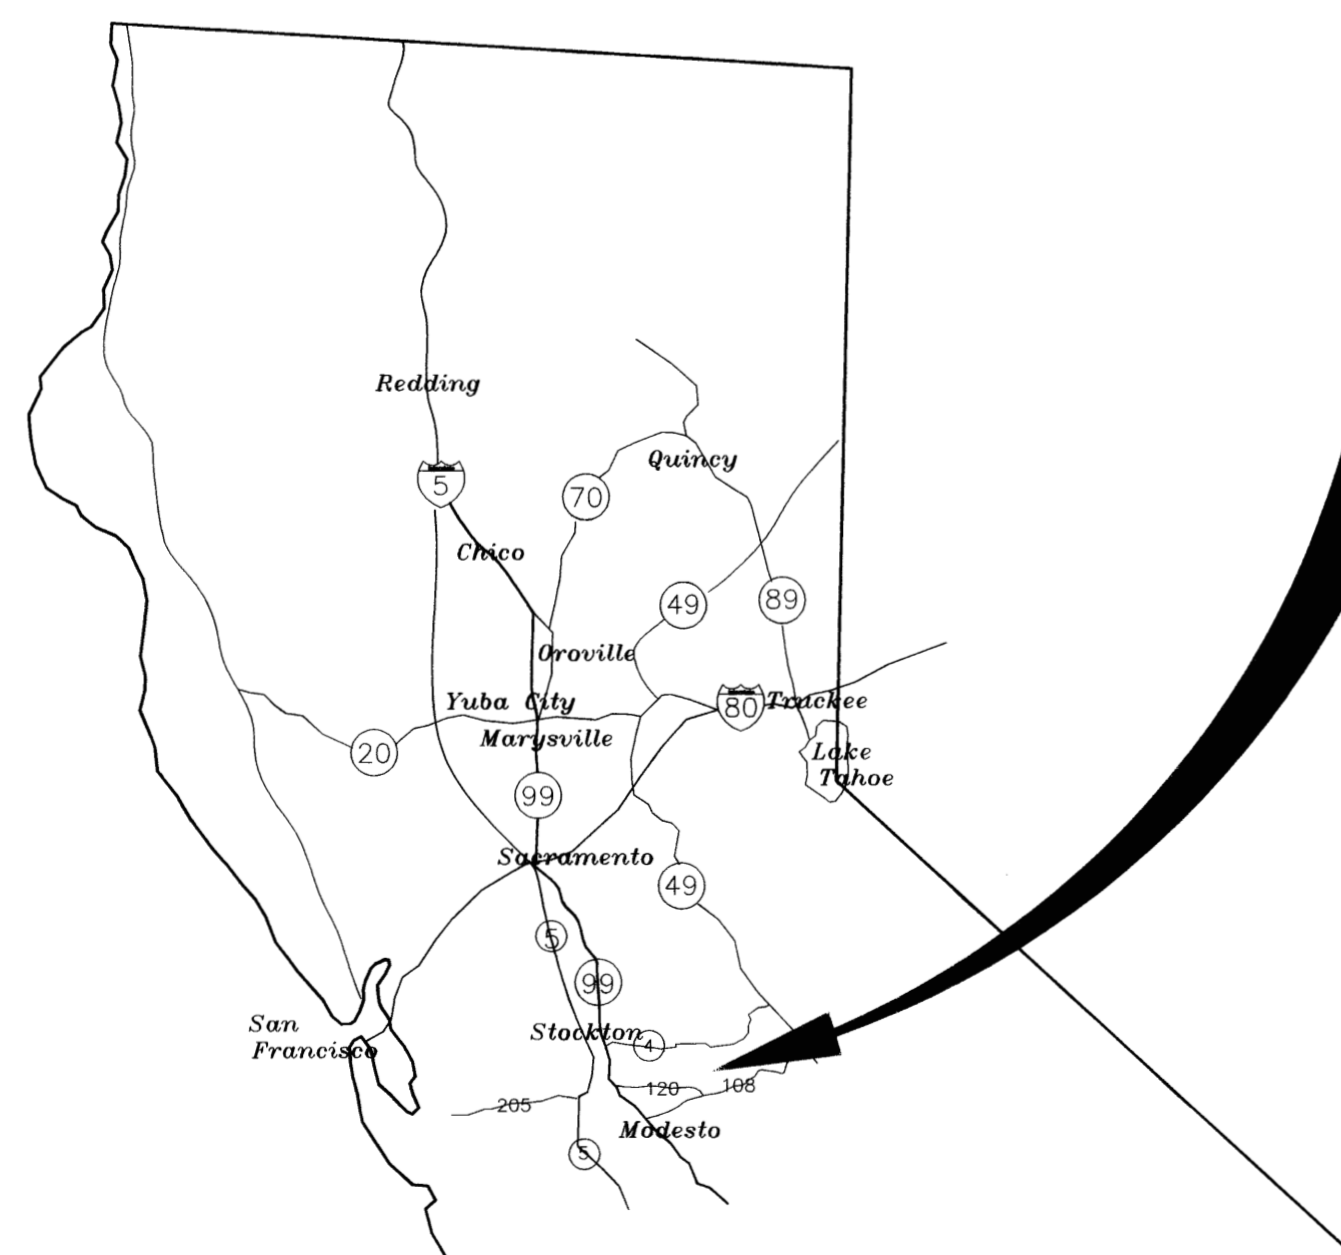 Redding
Quincy
5
70
Chico
49
89
Oroville
Yuba City
80
Truckee
Marysville
20
Lake
Tahoe
99
Sacramento
49
5
99
San
Francisco
Stockton
4
120
108
205
Modesto
5